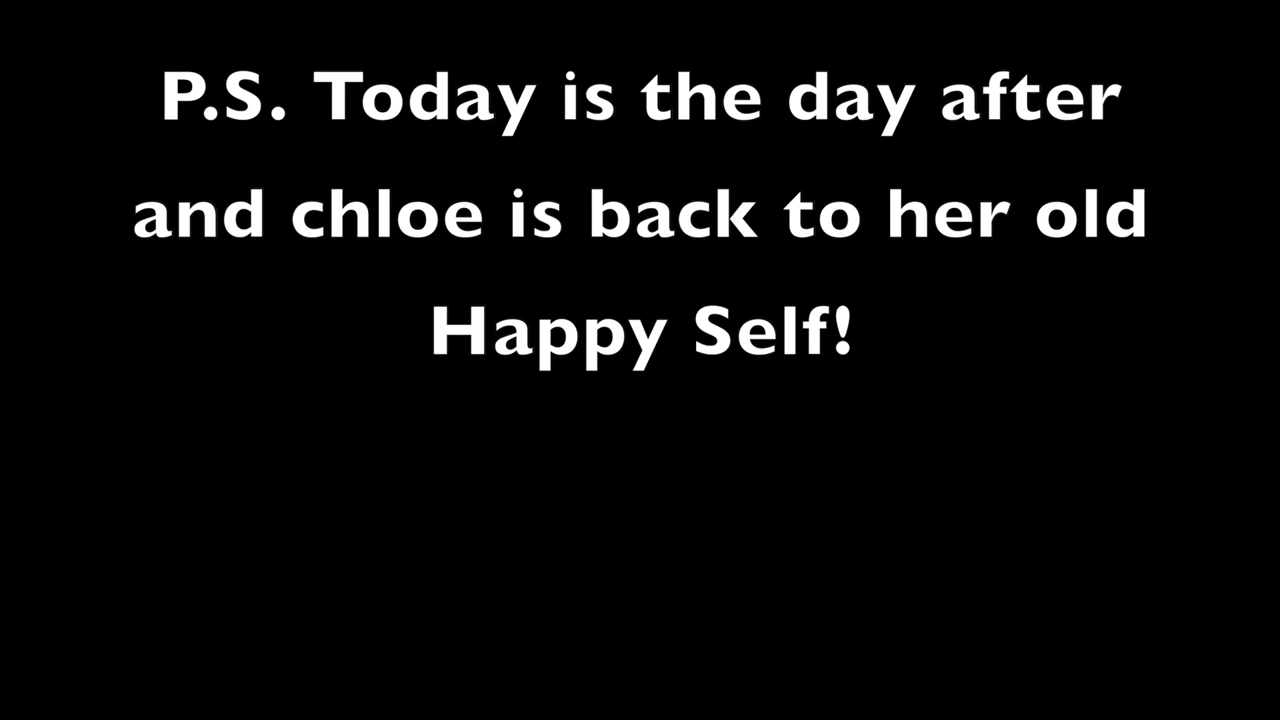 P.S. Today is the day after
and chloe is back to her old
Happy Self!